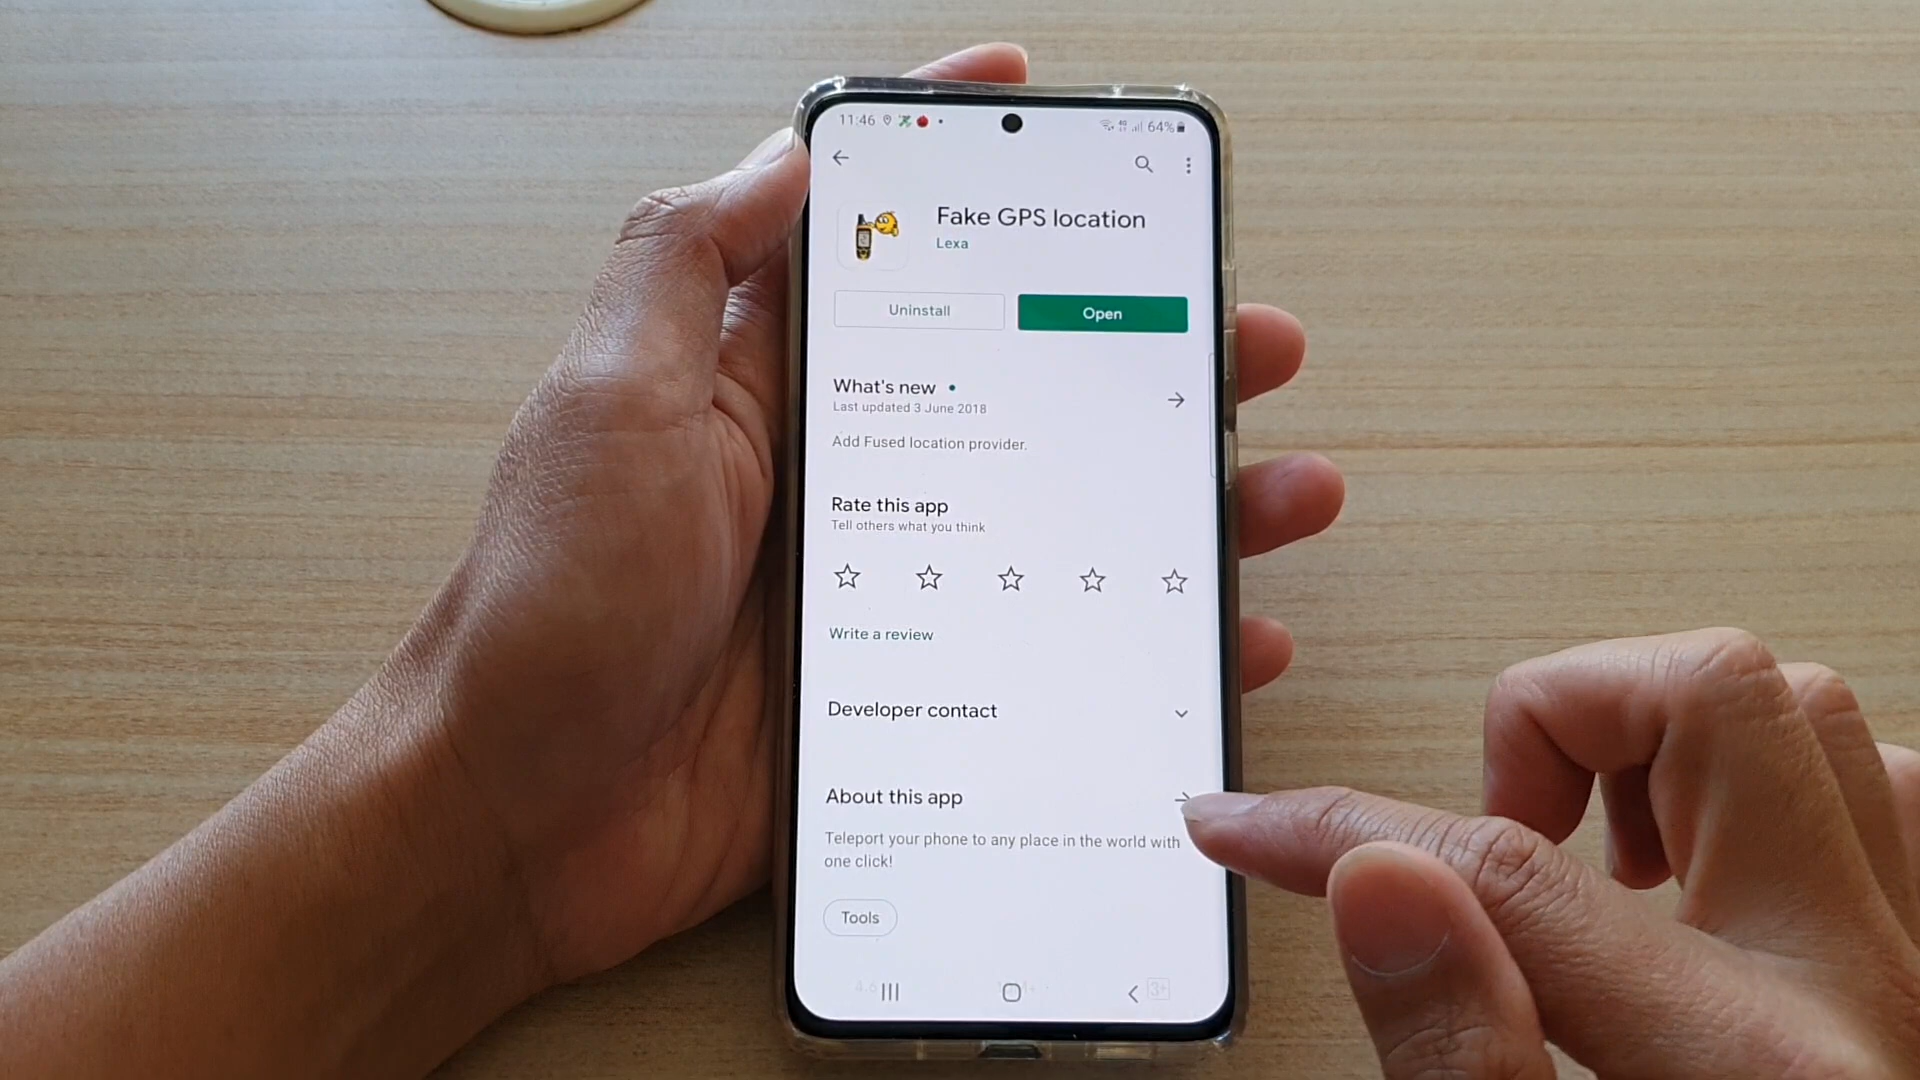 11:46
64%
Fake GPS location
Lexa
Uninstall
Open
What's new
Last updated 3 June 2018
Add Fused location provider.
Rate this app
Tell others what you think
Write a review
Developer contact
About this app
Teleport your phone to any place in the world with
one click!
Tools
3+